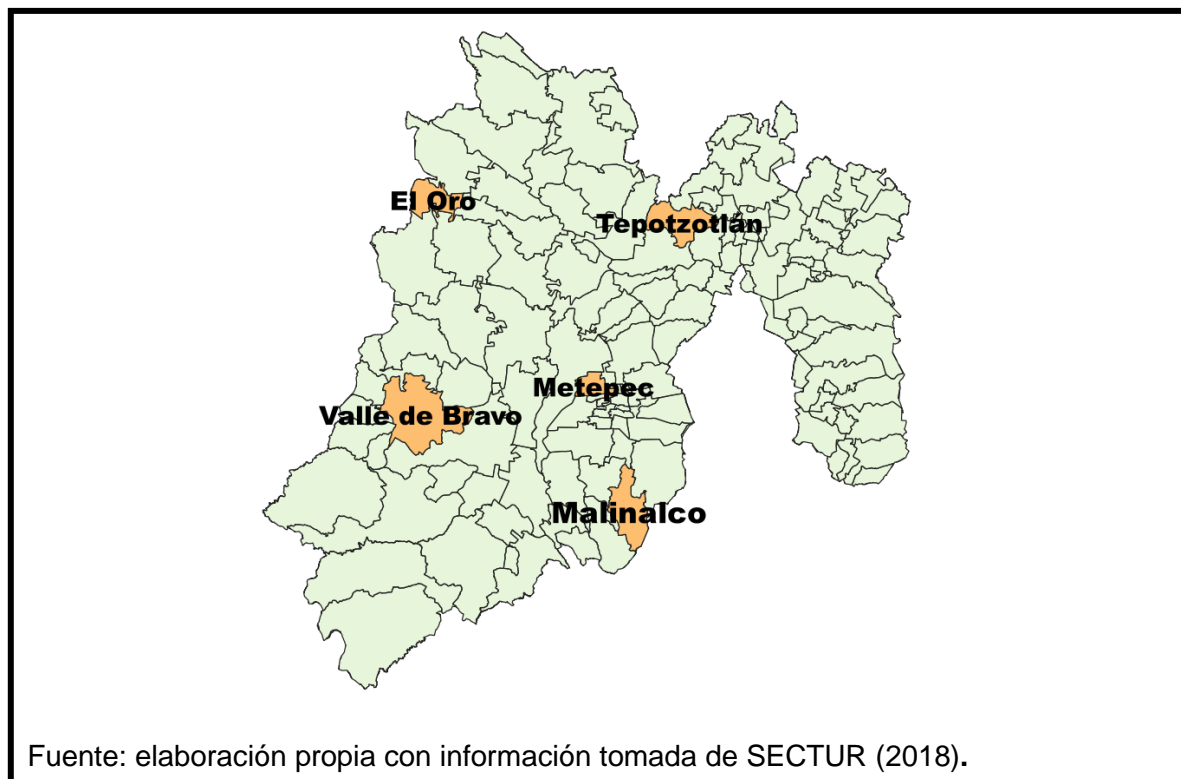 El Oro
Tepotzotlán
Metepec
Valle de Bravo
Malinalco
Fuente: elaboración propia con información tomada de SECTUR (2018).